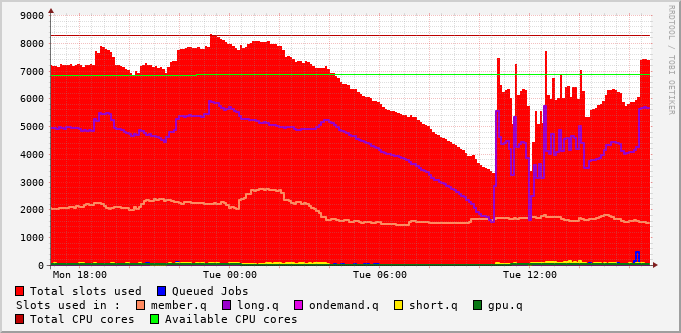 RRDTOOL / TOBI OETIKER
9000
8000
7000
6000
5000
4000
3000
2000
1000
0
Mon 18:00 Tue 00:00 Tue 06:00 Tue 12:00
Total slots used Queued Jobs
Slots used in : member.q long.q ondemand.q short.q gpu.q
Total CPU cores Available CPU cores